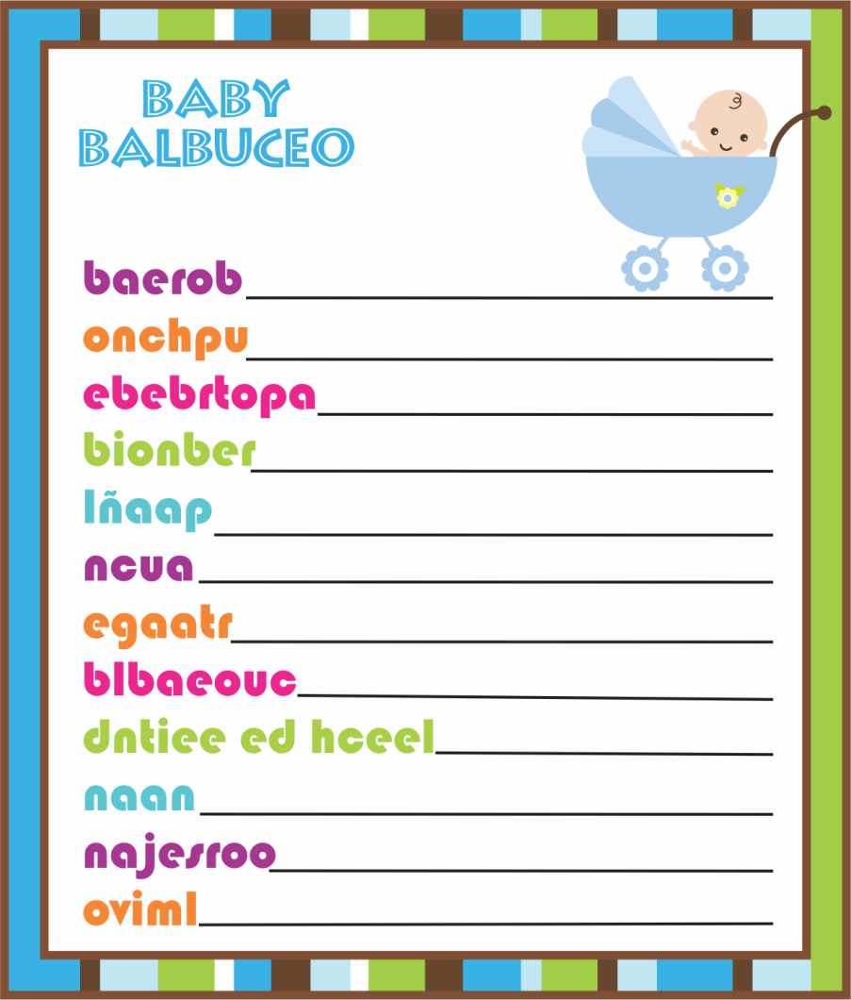 BABY
BALBUCEO
baerob
onchpu
ebebrtopa
bionber
lñaap
ncua
egaatr
blbaeouc
dntiee ed hceel
naan
najesroo
oviml